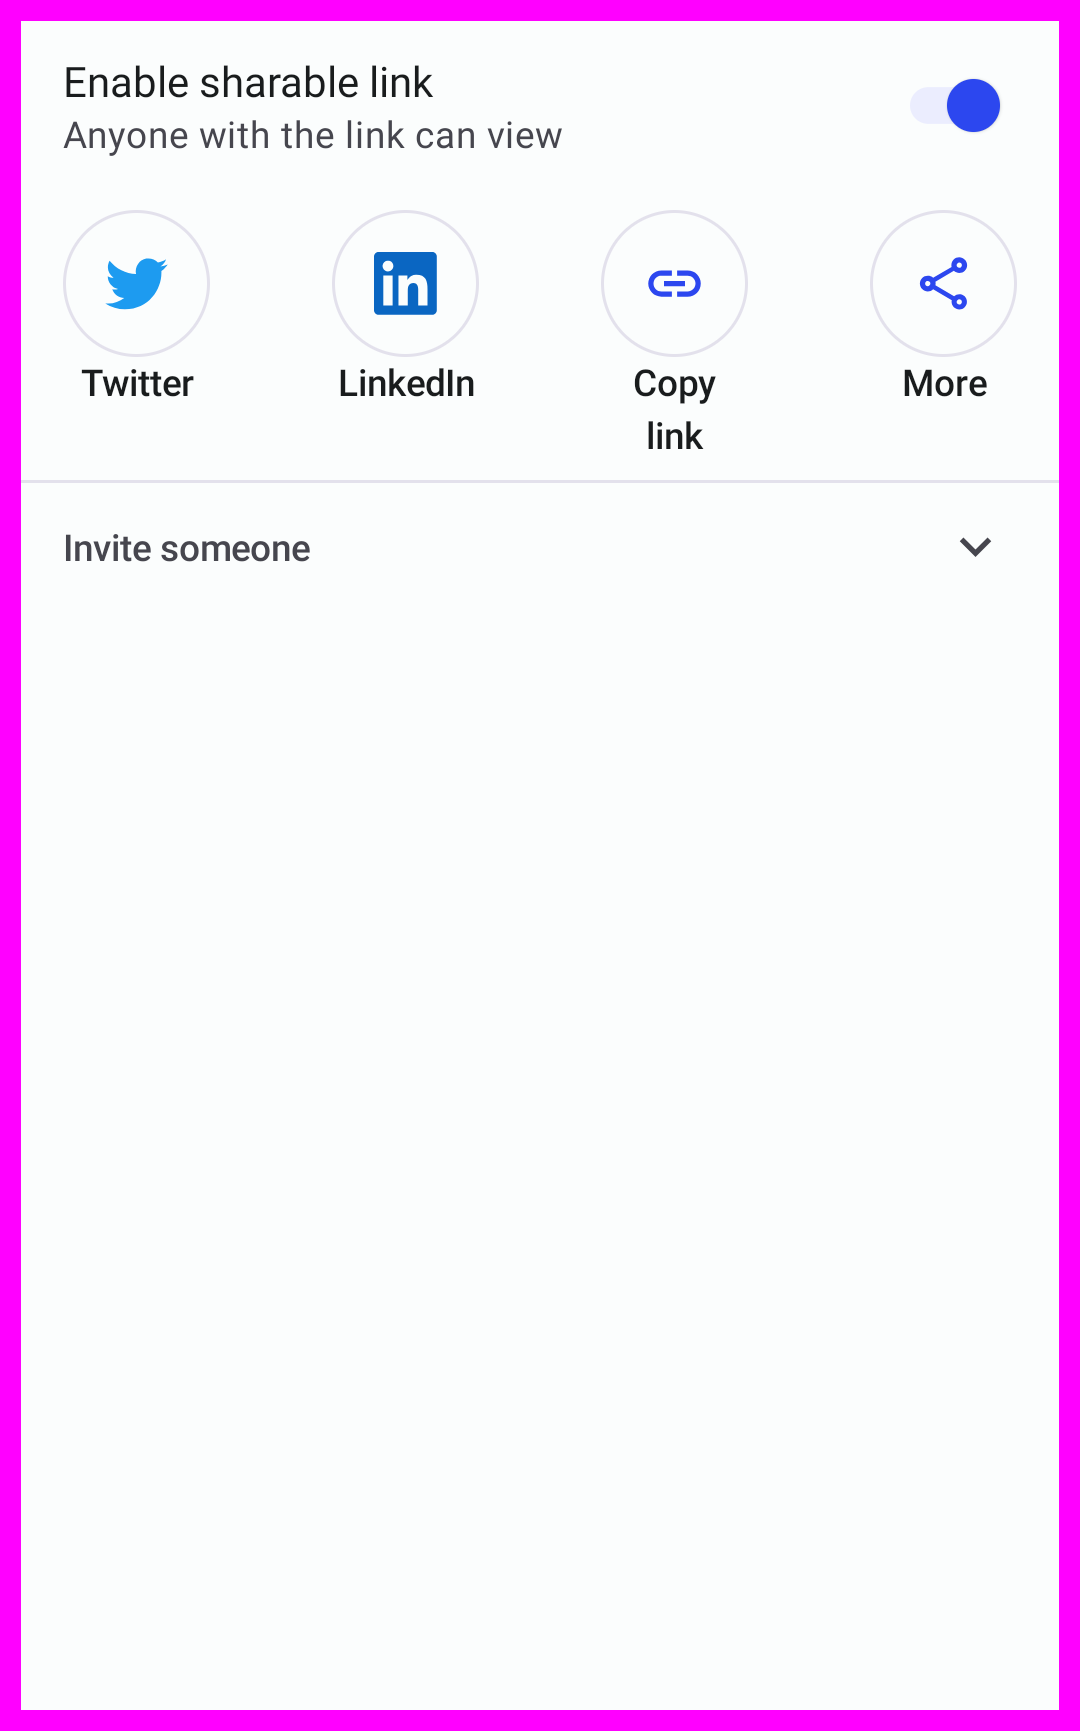 Enable sharable link
Anyone with the link can view
in
Twitter
LinkedIn
Copy
link
More
Invite someone